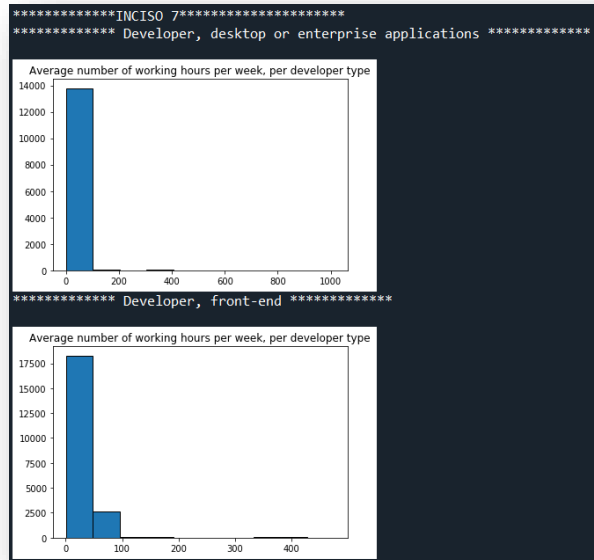 *************INCISO 7*********************
************* Developer, desktop or enterprise applications *************
Average number of working hours per week, per developer type
14000
12000
10000
8000
6000
4000
2000
0
0 200 400 600 800 1000
************* Developer, front-end *************
Average number of working hours per week, per developer type
17500
15000
12500
10000
7500
5000
2500
0
0 100 200 300 400